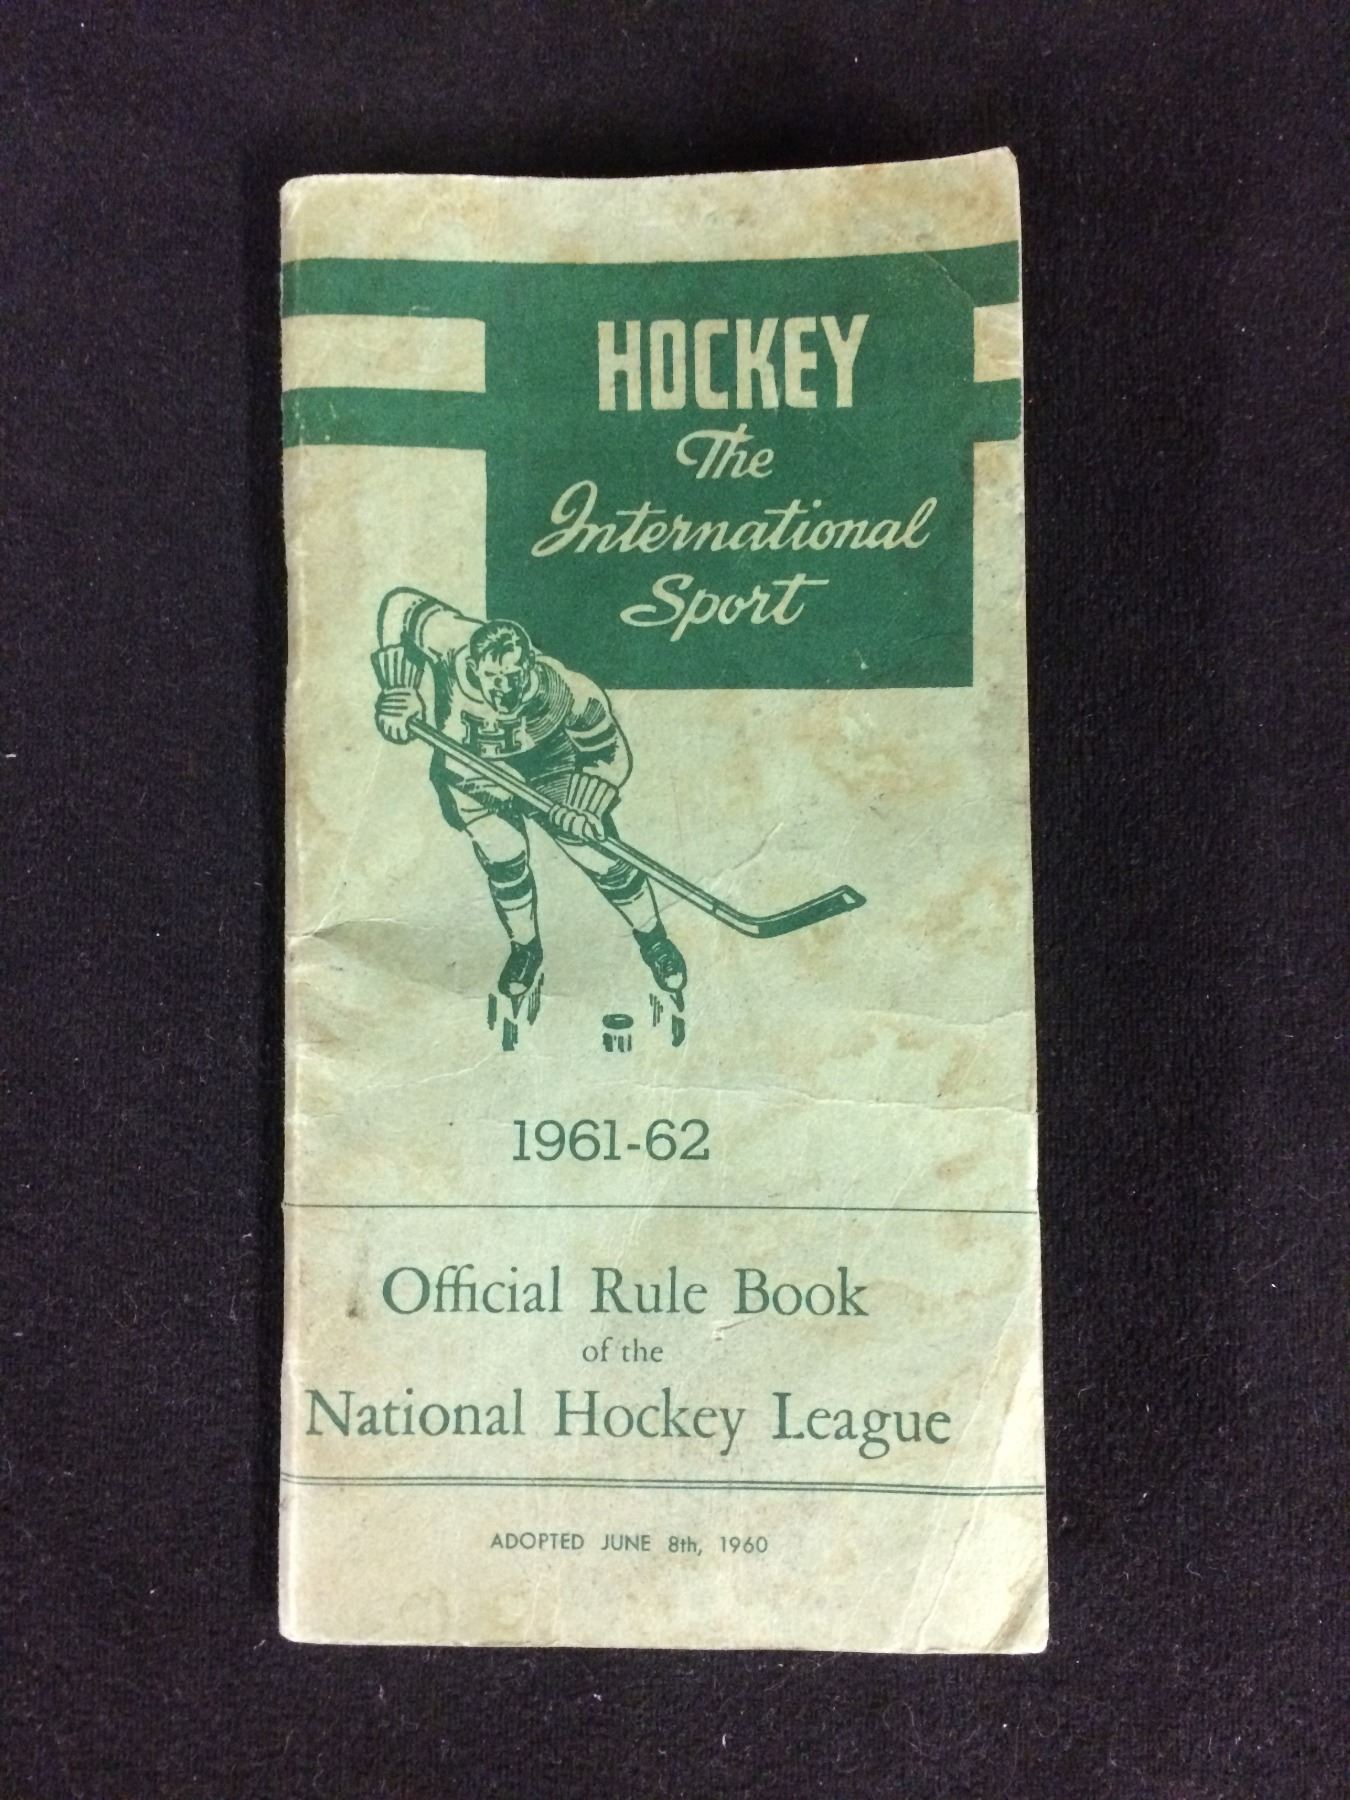 HOCKEY
The
International
Sport
H
1961-62
Official Rule Book
of the
National Hockey League
ADOPTED JUNE 8th, 1960